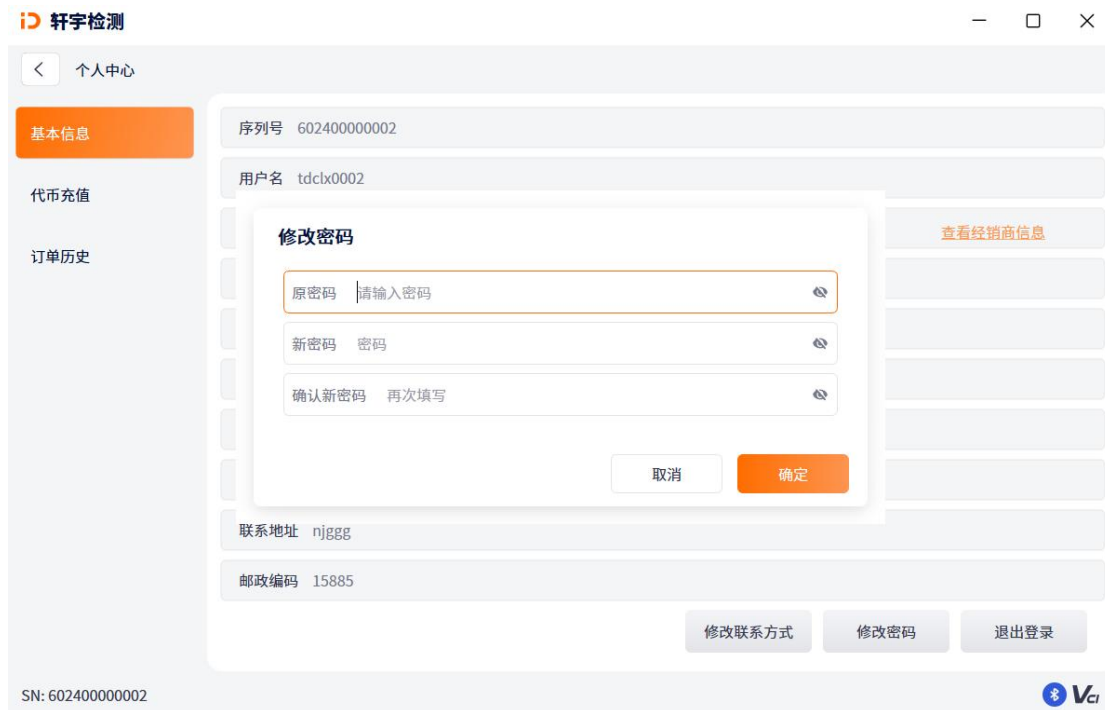 轩宇检测
个人中心
基本信息
代币充值
订单历史
序列号 602400000002
用户名 tdclx0002
查看经销商信息
修改密码
原密码 请输入密码
新密码 密码
确认新密码 再次填写
取消 确定
联系地址 njggg
邮政编码 15885
修改联系方式 修改密码 退出登录
SN: 602400000002
VCI